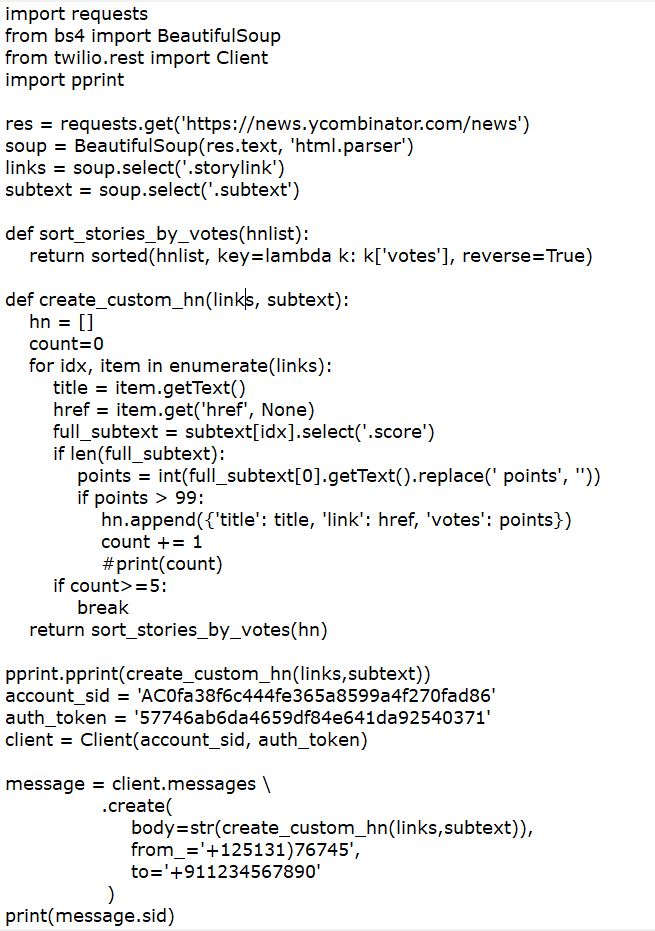 import requests
from bs4 import BeautifulSoup
from twilio.rest import Client
import pprint

res = requests.get('https://news.ycombinator.com/news')
soup = BeautifulSoup(res.text, 'html.parser')
links = soup.select('.storylink')
subtext = soup.select('.subtext')

def sort_stories_by_votes(hnlist):
    return sorted(hnlist, key=lambda k: k['votes'], reverse=True)

def create_custom_hn(links, subtext):
    hn = []
    count=0
    for idx, item in enumerate(links):
        title = item.getText()
        href = item.get('href', None)
        full_subtext = subtext[idx].select('.score')
        if len(full_subtext):
            points = int(full_subtext[0].getText().replace(' points', ''))
            if points > 99:
                hn.append({'title': title, 'link': href, 'votes': points})
                count += 1
                #print(count)
        if count>=5:
            break
    return sort_stories_by_votes(hn)

pprint.pprint(create_custom_hn(links,subtext))
account_sid = 'AC0fa38f6c444fe365a8599a4f270fad86'
auth_token = '57746ab6da4659df84e641da92540371'
client = Client(account_sid, auth_token)

message = client.messages \
                .create(
                     body=str(create_custom_hn(links,subtext)),
                     from_='+125131)76745',
                     to='+911234567890'
                 )
print(message.sid)